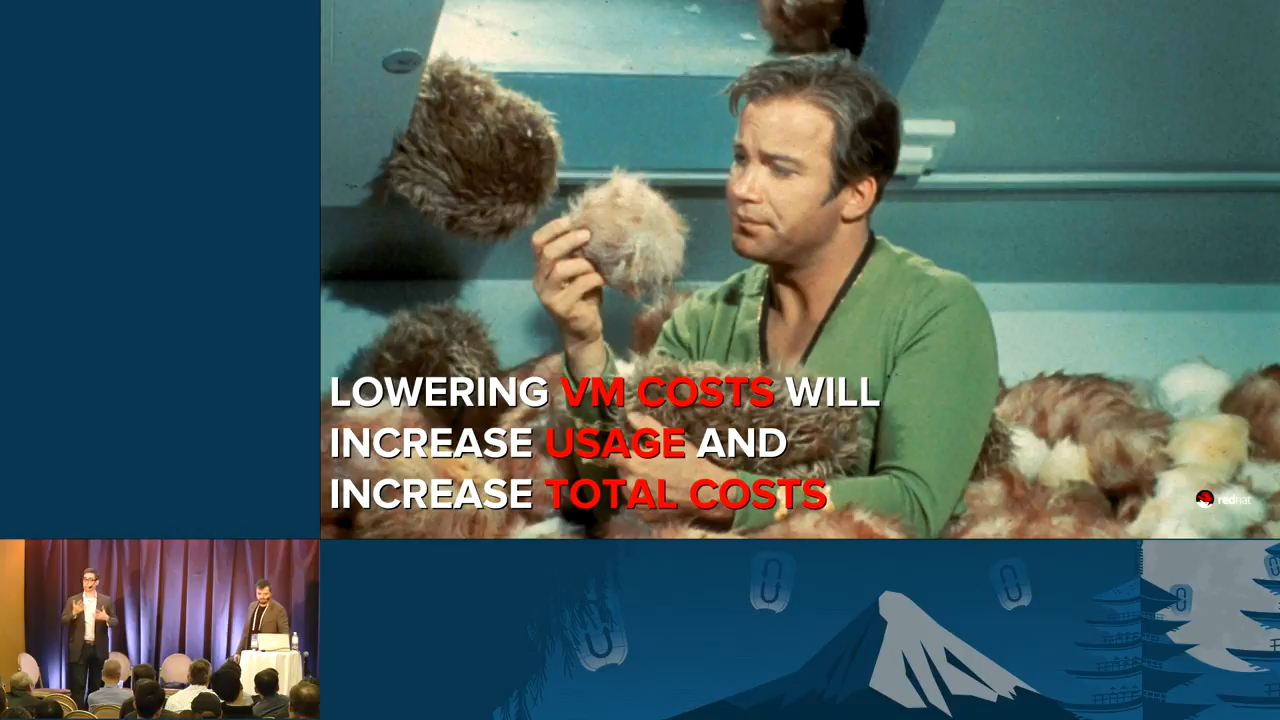 LOWERING VM COSTS WILL
INCREASE USAGE AND
INCREASE TOTAL COSTS
redhat